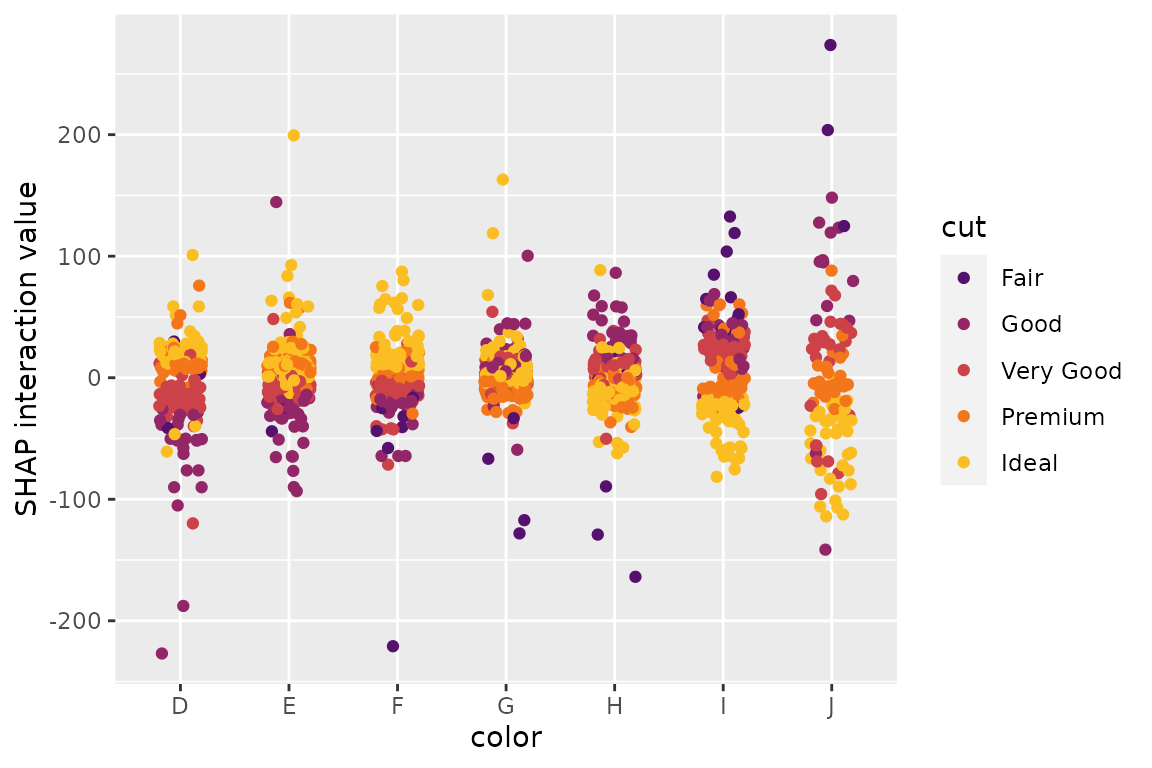 SHAP interaction value
200
100
0
-100
-200
D E F G H I J
color
cut
Fair
Good
Very Good
Premium
Ideal